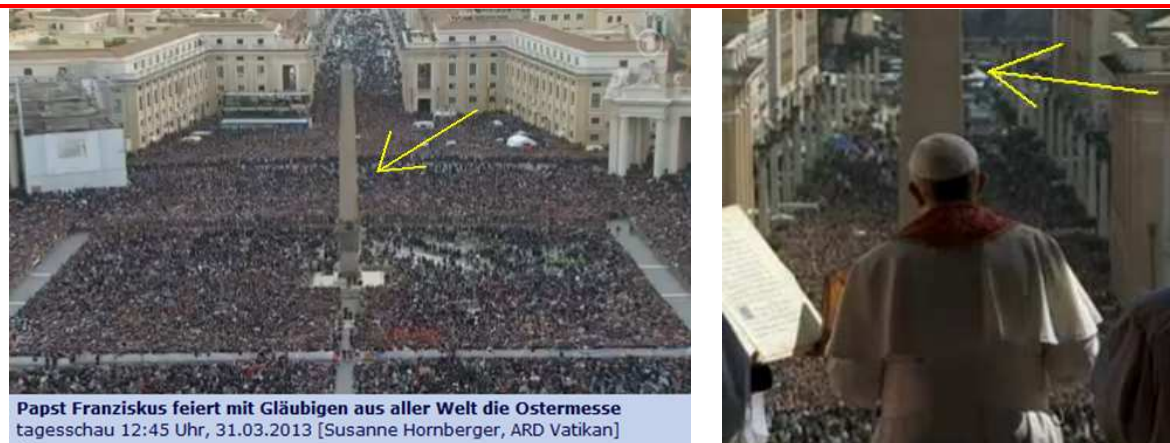 Papst Franziskus feiert mit Gläubigen aus aller Welt die Ostermesse
tagesschau 12:45 Uhr, 31.03.2013 [Susanne Hornberger, ARD Vatikan]